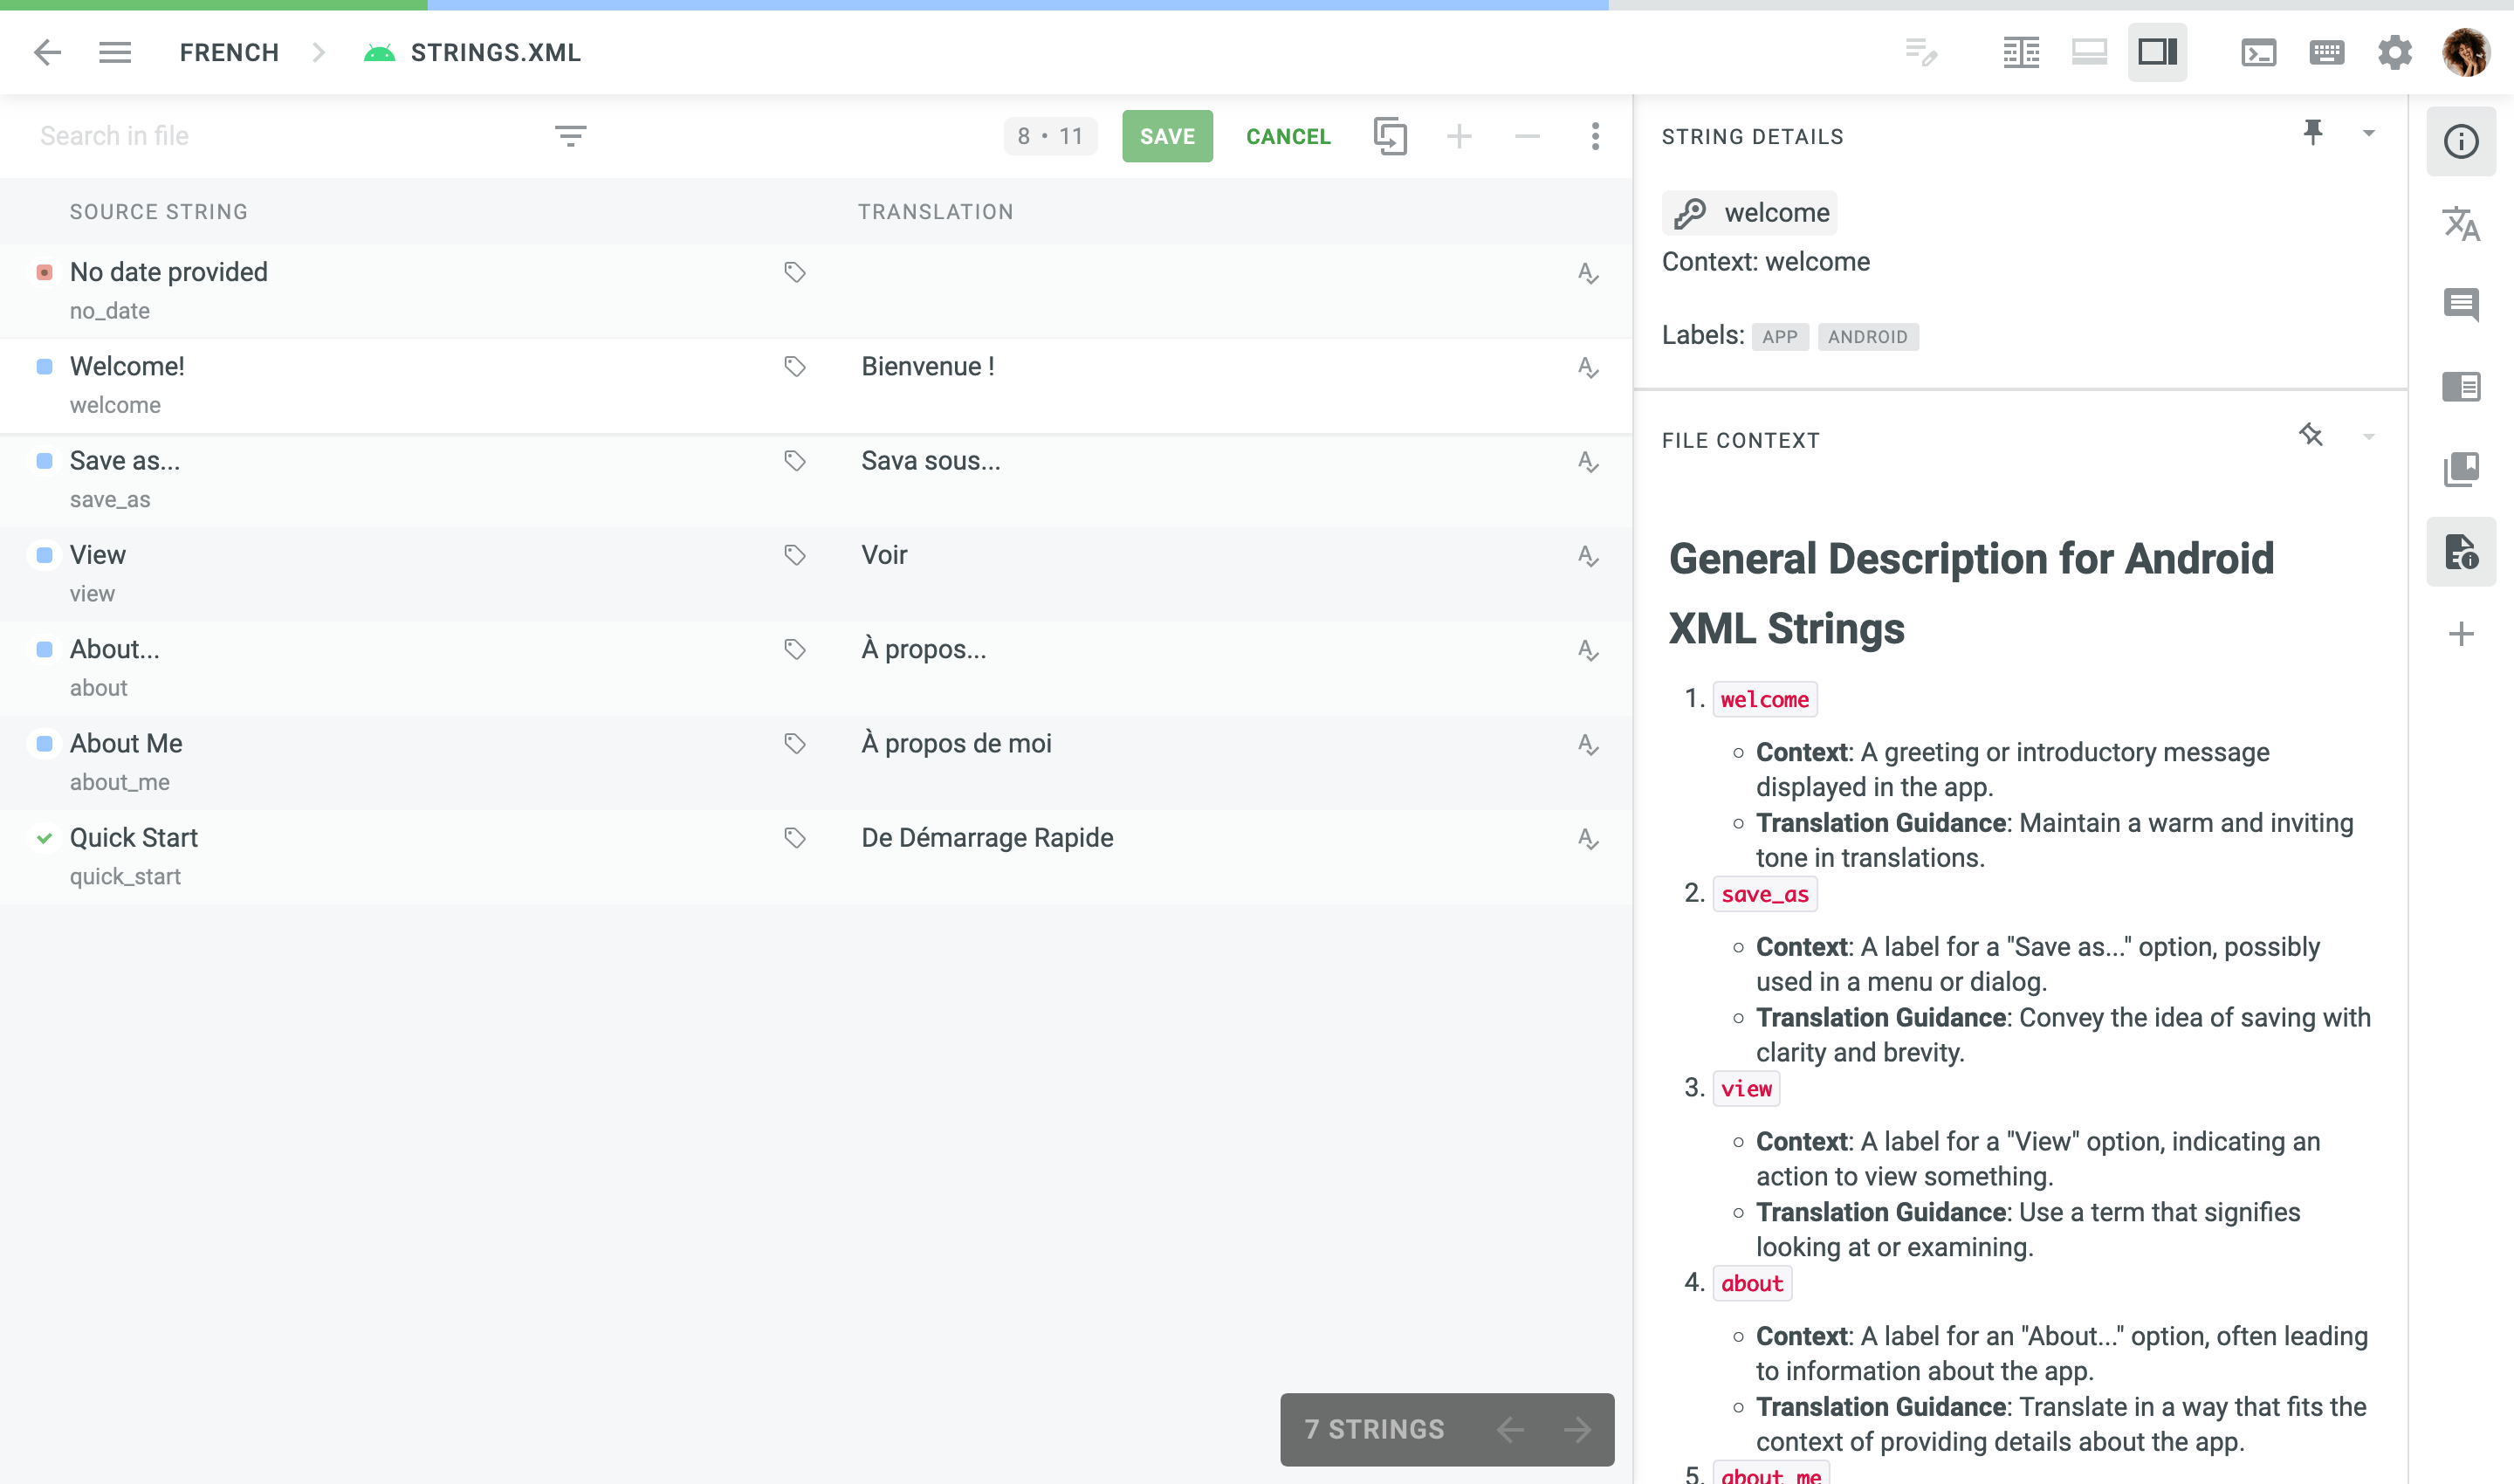 FRENCH
STRINGS.XML
Search in file
8 • 11
SAVE
CANCEL
SOURCE STRING
TRANSLATION
No date provided
no_date
Welcome!
Bienvenue !
welcome
Save as...
Sava sous...
save_as
View
Voir
view
About...
À propos...
about
About Me
À propos de moi
about_me
Quick Start
De Démarrage Rapide
quick_start
7 STRINGS
STRING DETAILS
welcome
Context: welcome
Labels: APP ANDROID
FILE CONTEXT
General Description for Android
XML Strings
1. welcome
Context: A greeting or introductory message
displayed in the app.
Translation Guidance: Maintain a warm and inviting
tone in translations.
2. save_as
Context: A label for a "Save as..." option, possibly
used in a menu or dialog.
Translation Guidance: Convey the idea of saving with
clarity and brevity.
3. view
Context: A label for a "View" option, indicating an
action to view something.
Translation Guidance: Use a term that signifies
looking at or examining.
4. about
Context: A label for an "About..." option, often leading
to information about the app.
Translation Guidance: Translate in a way that fits the
context of providing details about the app.
5. about_me